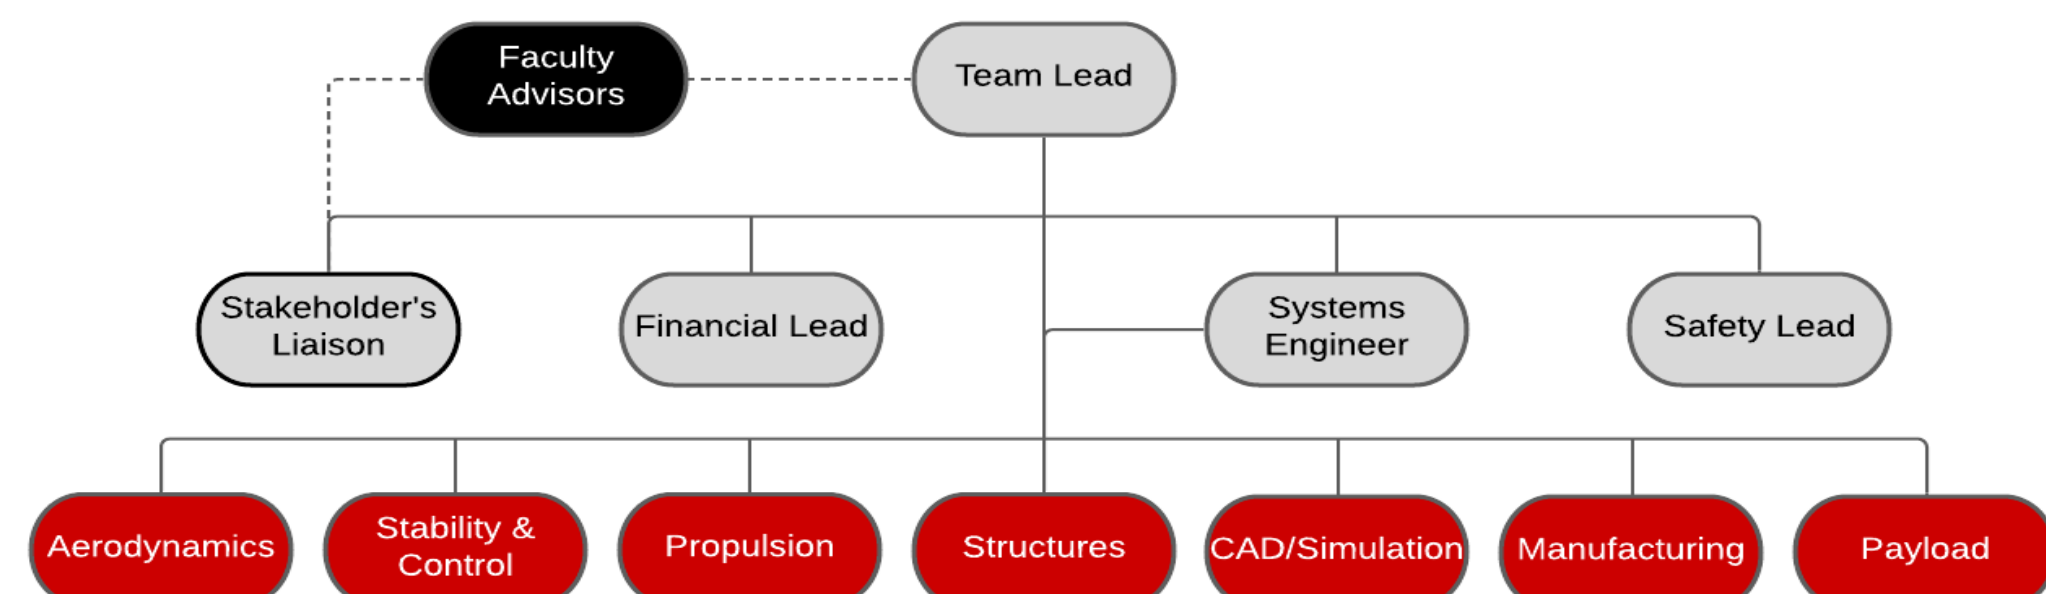 Faculty
Advisors
Team Lead
Stakeholder's
Liaison
Financial Lead
Systems
Engineer
Safety Lead
Aerodynamics
Stability &
Control
Propulsion
Structures
CAD/Simulation
Manufacturing
Payload